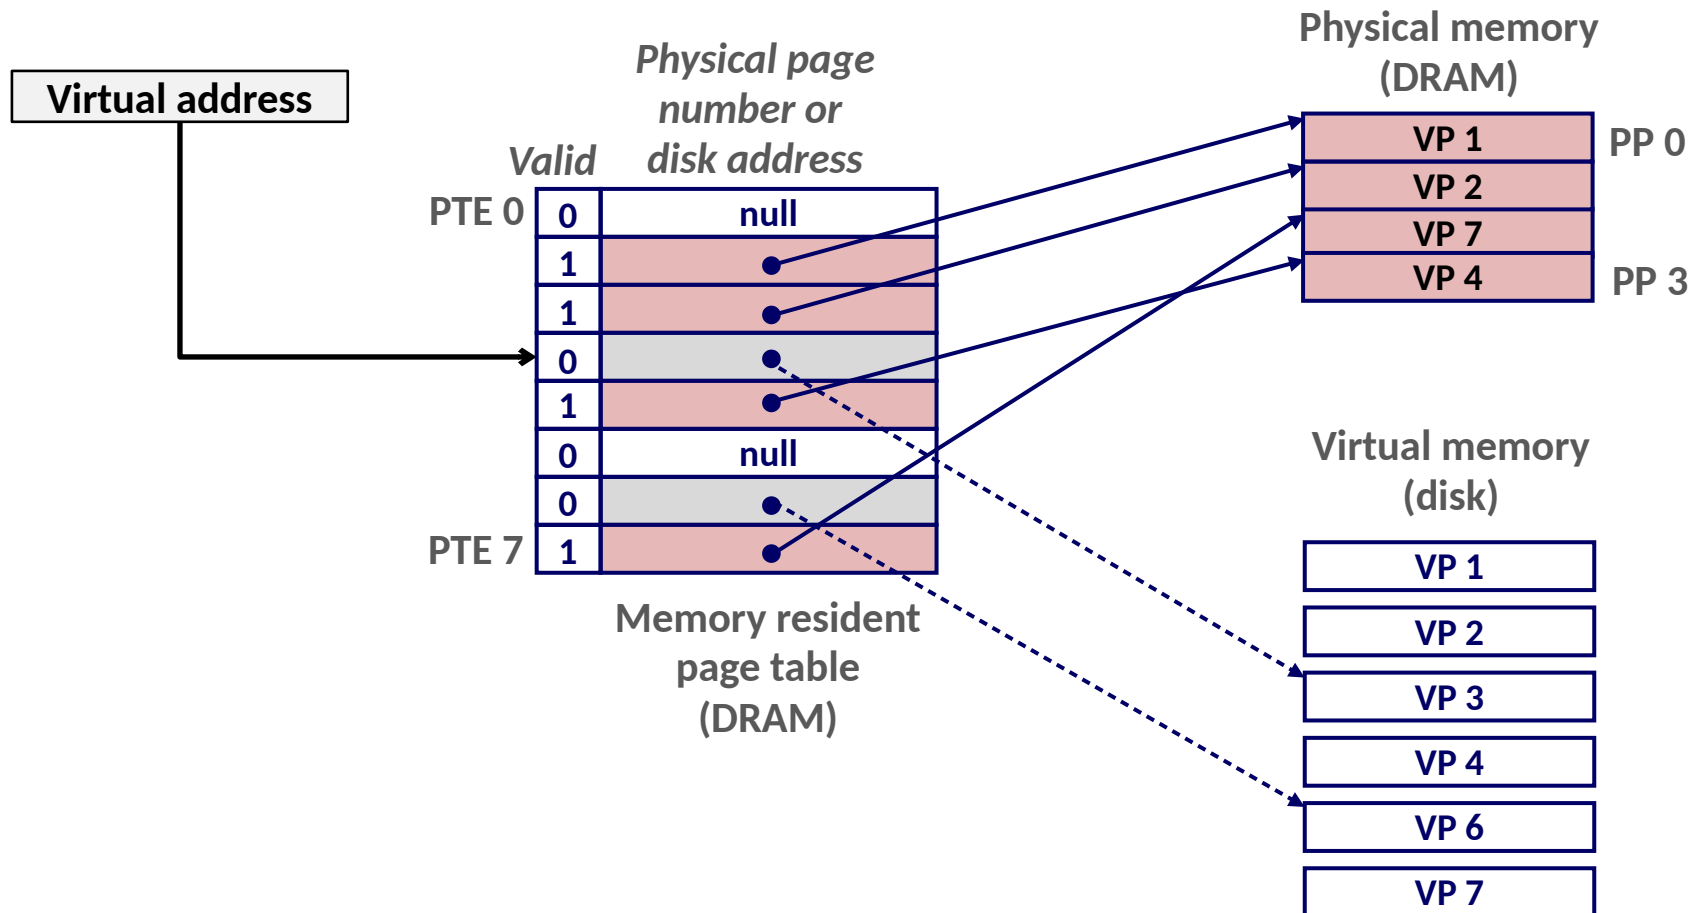 Virtual address
Physical page
number or
disk address
Valid
PTE 0
0
null
1
1
0
1
0
null
0
PTE 7
1
Memory resident
page table
(DRAM)
Physical memory
(DRAM)
VP 1
PP 0
VP 2
VP 7
VP 4
PP 3
Virtual memory
(disk)
VP 1
VP 2
VP 3
VP 4
VP 6
VP 7